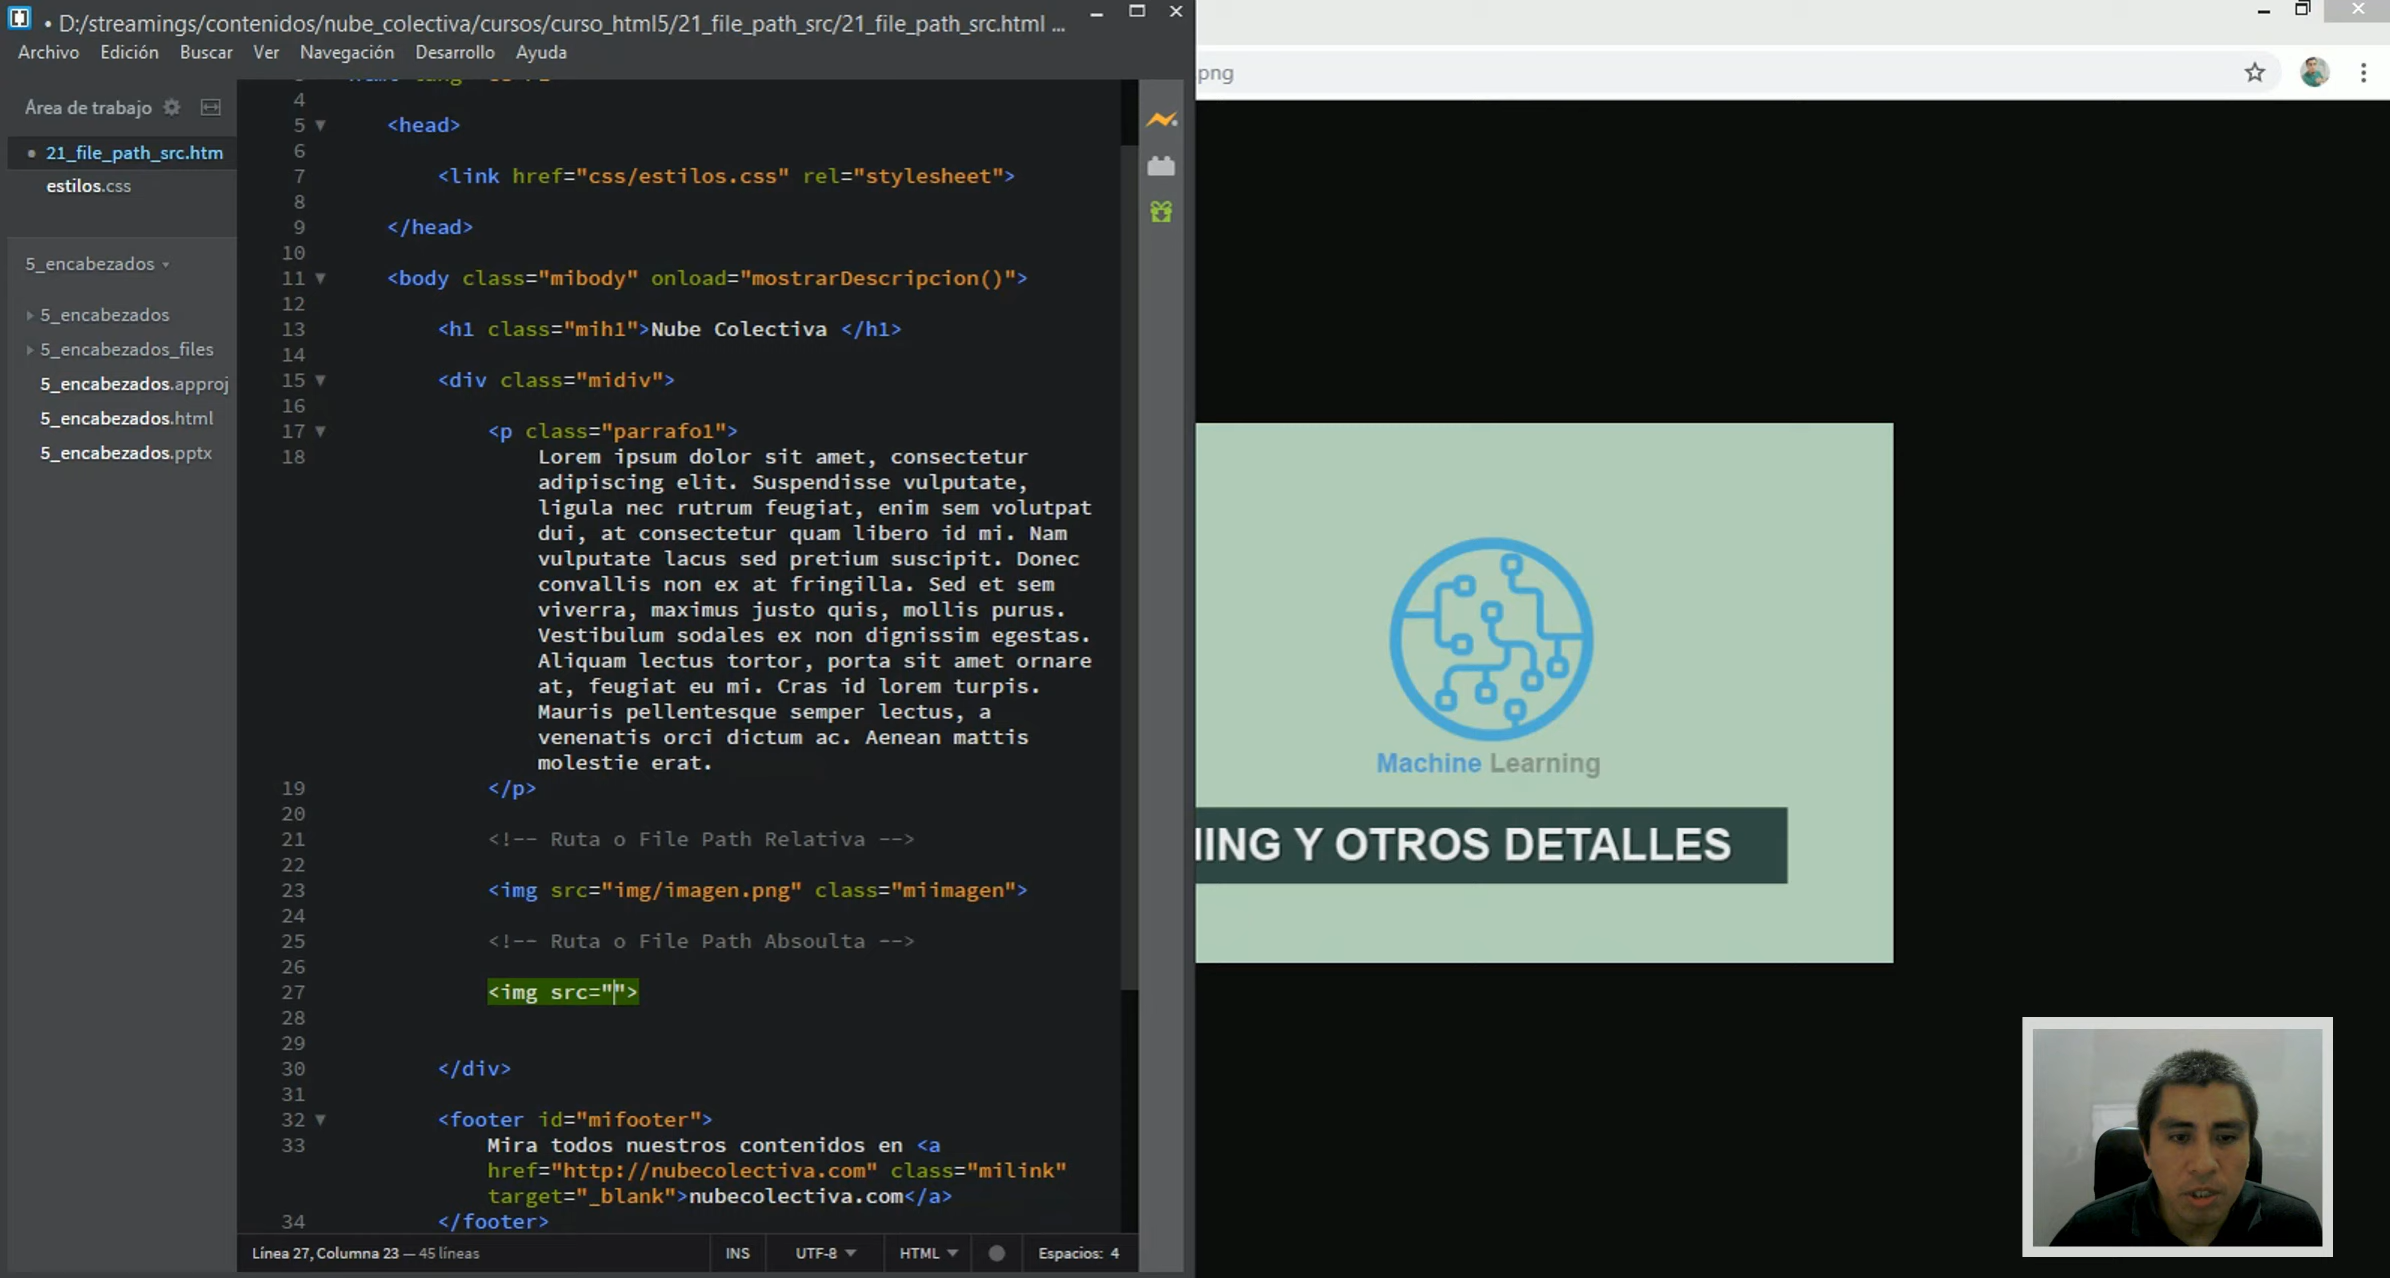 • D:/streamings/contenidos/nube_colectiva/cursos/curso_html5/21_file_path_src/21_file_path_src.html ...
Archivo Edición Buscar Ver Navegación Desarrollo Ayuda
png
Área de trabajo
• 21_file_path_src.htm
estilos.css
5_encabezados
5_encabezados
5_encabezados_files
5_encabezados.approj
5_encabezados.html
5_encabezados.pptx
4
5 <head>
6
7 <link href="css/estilos.css" rel="stylesheet">
8
9 </head>
10
11 <body class="mibody" onload="mostrarDescripcion()">
12
13 <h1 class="mih1">Nube Colectiva </h1>
14
15 <div class="midiv">
16
17 <p class="parrafo1">
18 Lorem ipsum dolor sit amet, consectetur
adipiscing elit. Suspendisse vulputate,
ligula nec rutrum feugiat, enim sem volutpat
dui, at consectetur quam libero id mi. Nam
vulputate lacus sed pretium suscipit. Donec
convallis non ex at fringilla. Sed et sem
viverra, maximus justo quis, mollis purus.
Vestibulum sodales ex non dignissim egestas.
Aliquam lectus tortor, porta sit amet ornare
at, feugiat eu mi. Cras id lorem turpis.
Mauris pellentesque semper lectus, a
venenatis orci dictum ac. Aenean mattis
molestie erat.
19 </p>
20
21 <!-- Ruta o File Path Relativa -->
22
23 <img src="img/imagen.png" class="miimagen">
24
25 <!-- Ruta o File Path Absoulta -->
26
27 <img src="">
28
29
30 </div>
31
32 <footer id="mifooter">
33 Mira todos nuestros contenidos en <a
href="http://nubecolectiva.com" class="milink"
target="_blank">nubecolectiva.com</a>
34 </footer>
Línea 27, Columna 23 — 45 líneas INS UTF-8 HTML Espacios: 4
Machine Learning
ING Y OTROS DETALLES